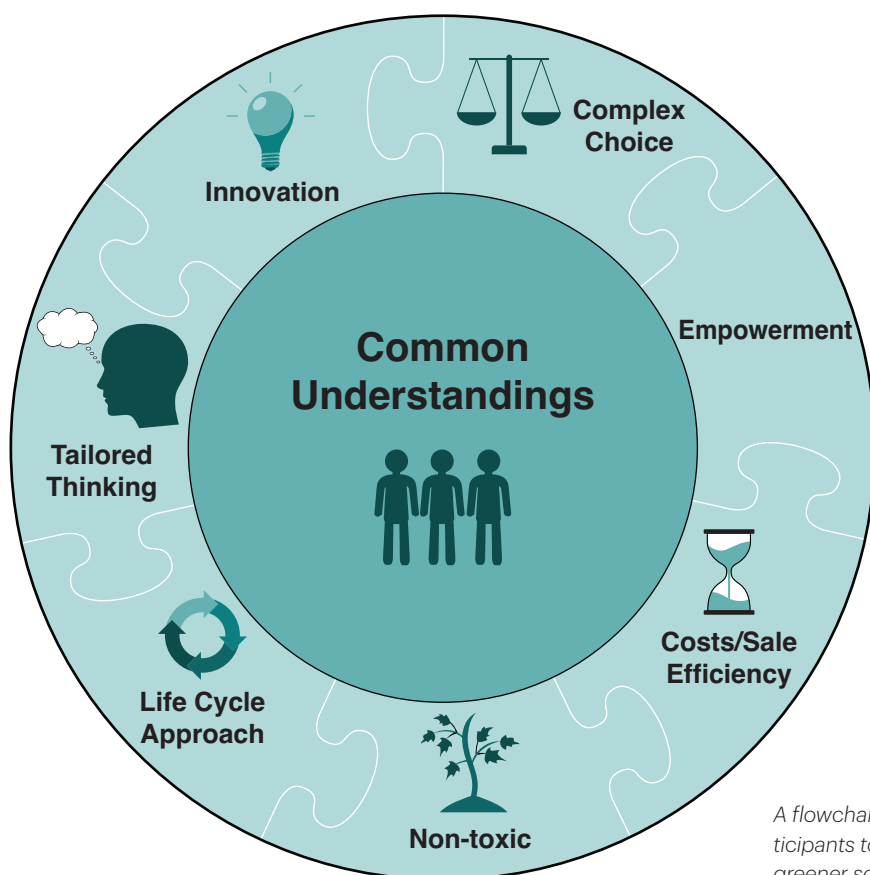 Complex
Choice
Innovation
Empowerment
Common
Understandings
Tailored
Thinking
Costs/Sale
Efficiency
Life Cycle
Approach
Non-toxic
A flowchar
ticipants to